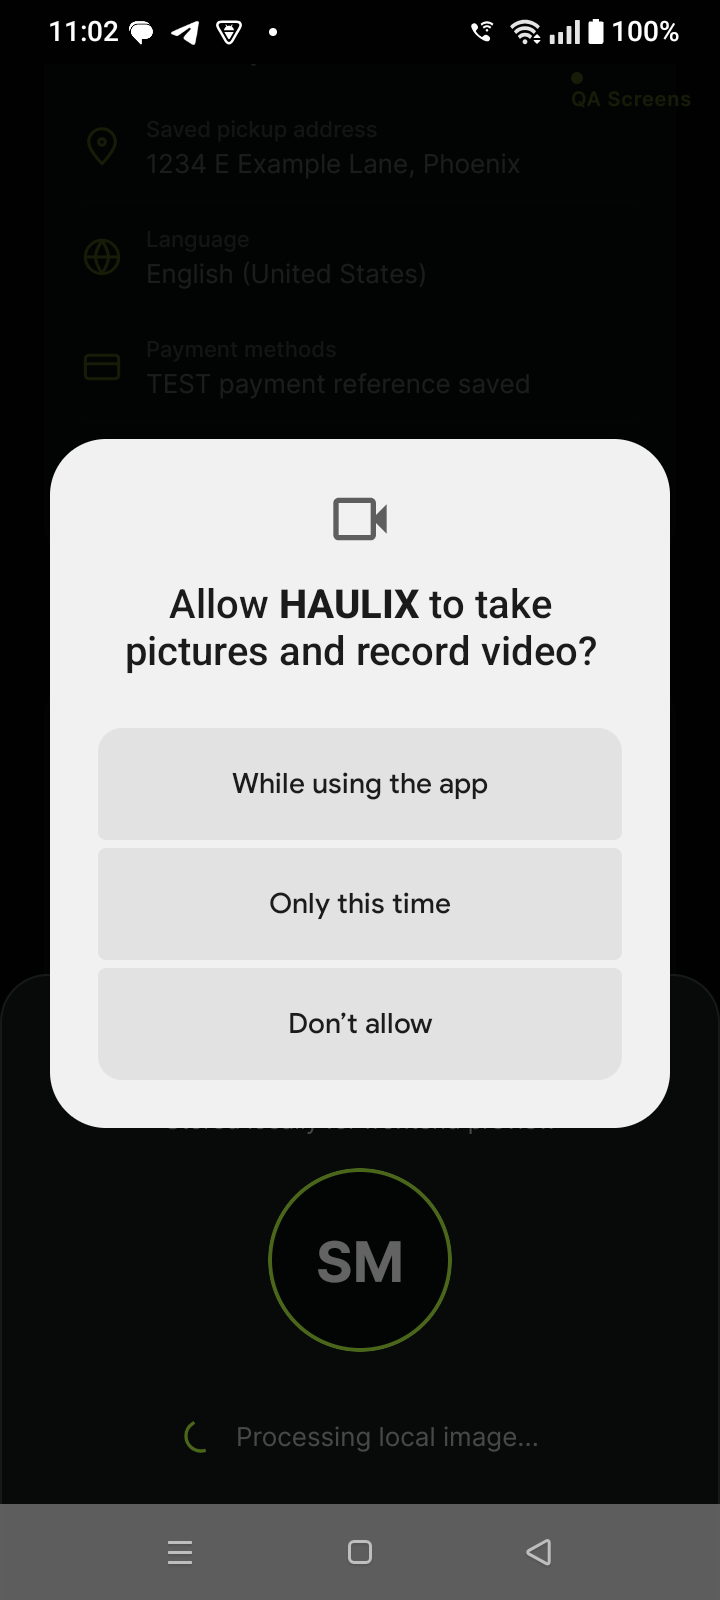 11:02
100%
QA Screens
Saved pickup address
1234 E Example Lane, Phoenix
Language
English (United States)
Payment methods
TEST payment reference saved
Allow HAULIX to take
pictures and record video?
While using the app
Only this time
Don’t allow
SM
Processing local image...